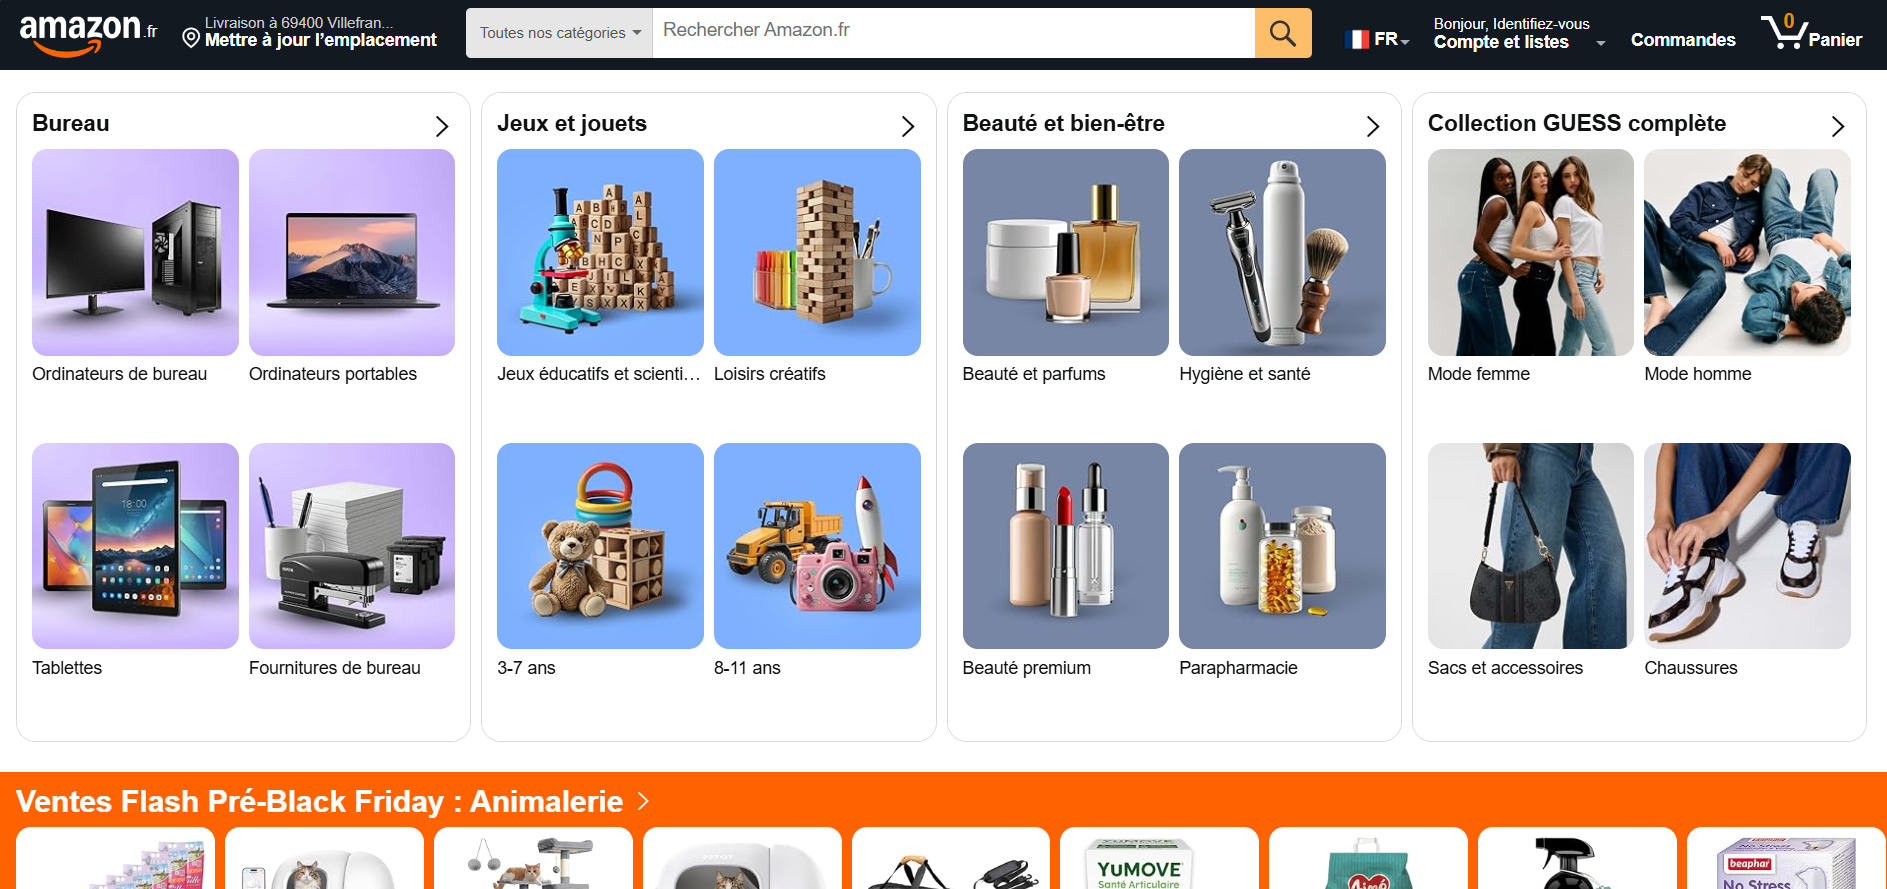 amazon.fr
Livraison à 69400 Villefran...
Mettre à jour l’emplacement
Toutes nos catégories
Rechercher Amazon.fr
FR
Bonjour, Identifiez-vous
Compte et listes
Commandes
0
Panier
Bureau
Ordinateurs de bureau
Ordinateurs portables
Tablettes
Fournitures de bureau
Jeux et jouets
Jeux éducatifs et scienti…
Loisirs créatifs
3-7 ans
8-11 ans
Beauté et bien-être
Beauté et parfums
Hygiène et santé
Beauté premium
Parapharmacie
Collection GUESS complète
Mode femme
Mode homme
Sacs et accessoires
Chaussures
Ventes Flash Pré-Black Friday : Animalerie
YuMOVE
Santé Articulaire
Aimé
beaphar
No Stress